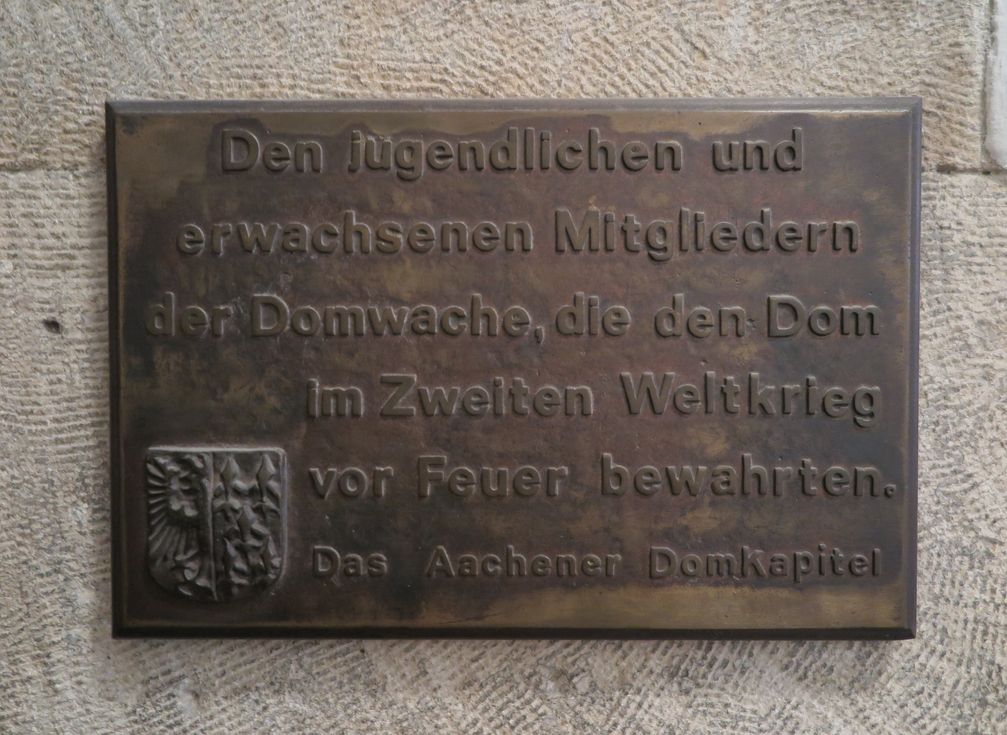 Den jugendlichen und
erwachsenen Mitgliedern
der Domwache, die den Dom
im Zweiten Weltkrieg
vor Feuer bewahrten.
Das Aachener DomKapitel